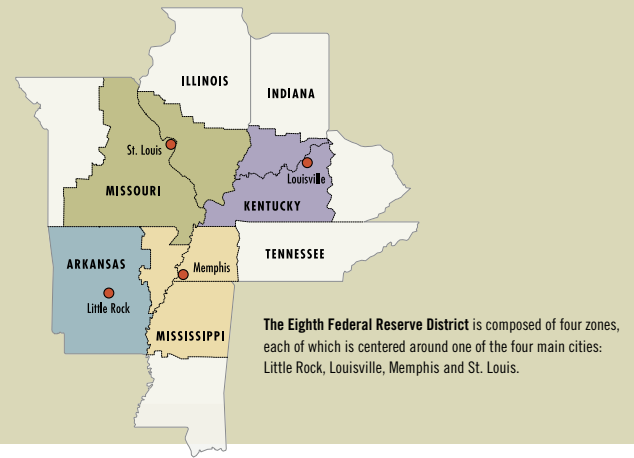 ILLINOIS
INDIANA
St. Louis
Louisville
MISSOURI
KENTUCKY
TENNESSEE
ARKANSAS
Memphis
Little Rock
MISSISSIPPI
The Eighth Federal Reserve District is composed of four zones,
each of which is centered around one of the four main cities:
Little Rock, Louisville, Memphis and St. Louis.